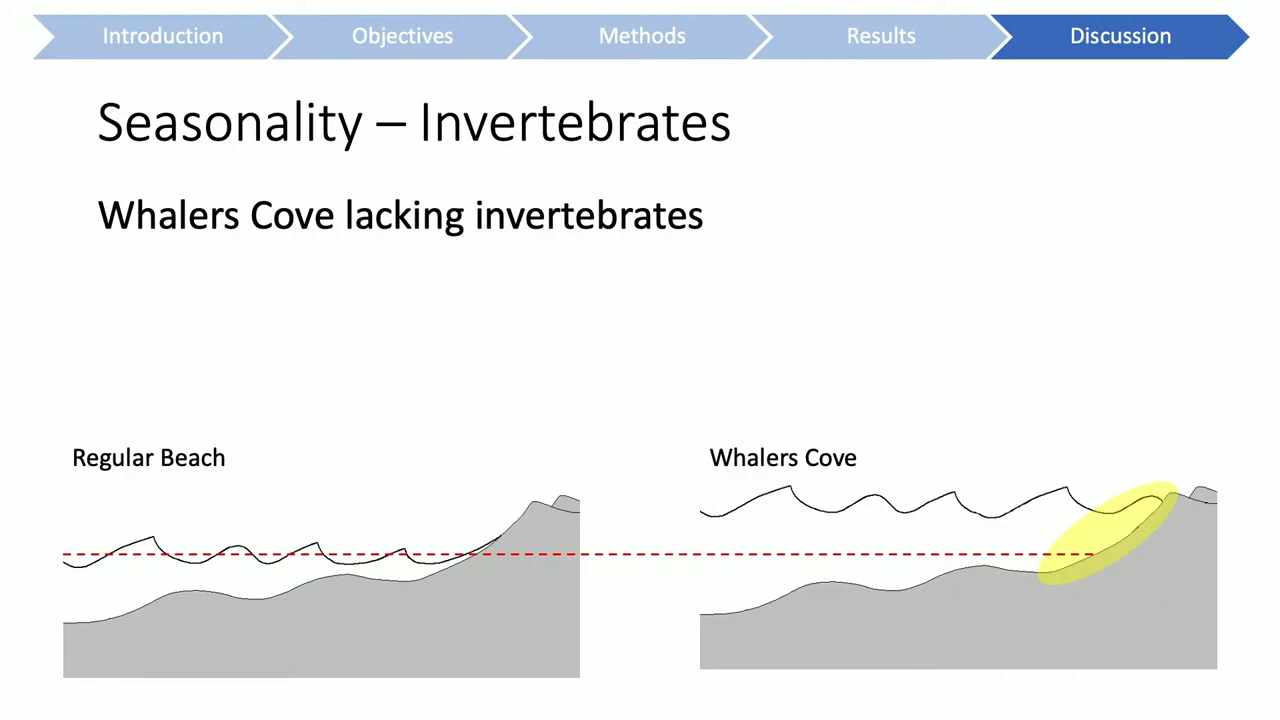 Introduction
Objectives
Methods
Results
Discussion
Seasonality – Invertebrates
Whalers Cove lacking invertebrates
Regular Beach
Whalers Cove